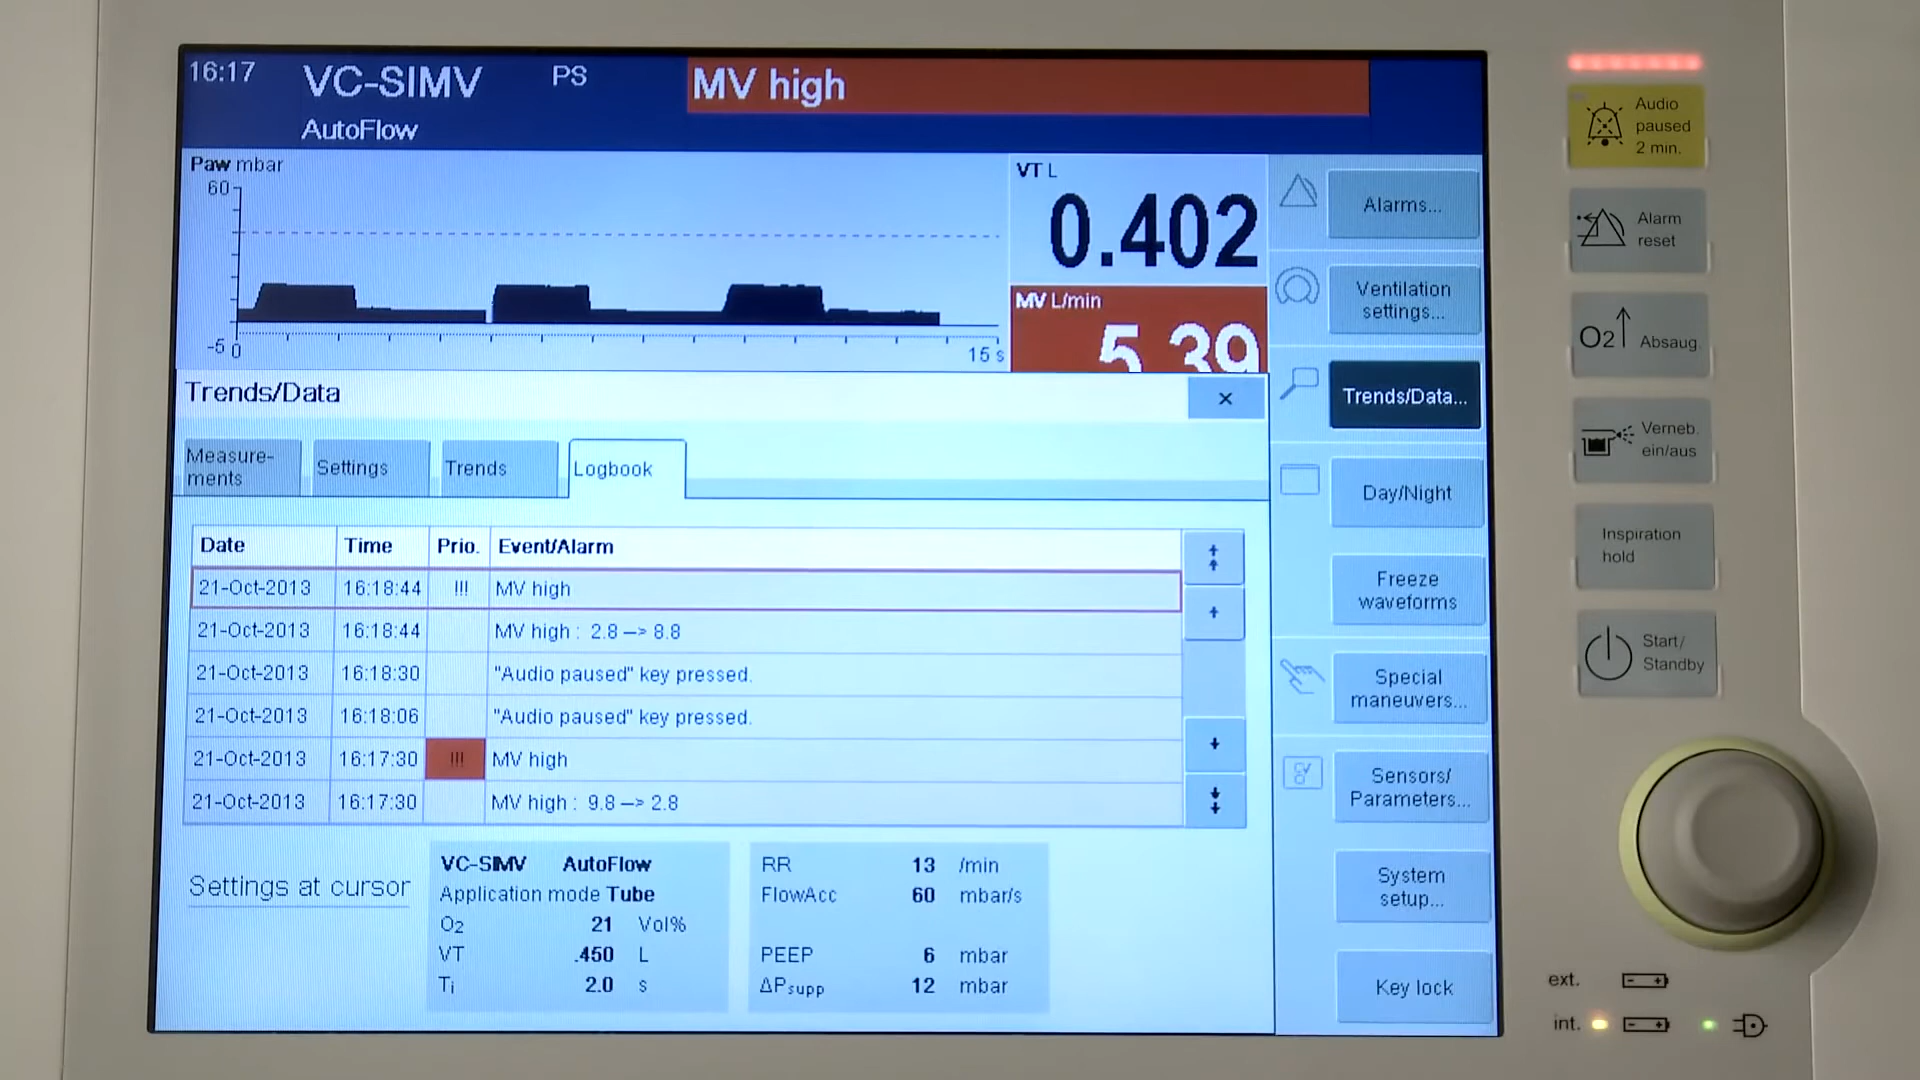 16:17
VC-SIMV
PS
MV high
AutoFlow
Paw mbar
60
-5
0
15 s
VT L
0.402
MV L/min
5.39
Alarms...
Ventilation
settings...
Trends/Data...
Day/Night
Freeze
waveforms
Special
maneuvers...
Sensors/
Parameters...
System
setup...
Key lock
Trends/Data
×
Measure-
ments
Settings
Trends
Logbook
Date Time Prio. Event/Alarm
21-Oct-2013 16:18:44 !!! MV high
21-Oct-2013 16:18:44 MV high : 2.8 --> 8.8
21-Oct-2013 16:18:30 "Audio paused" key pressed.
21-Oct-2013 16:18:06 "Audio paused" key pressed.
21-Oct-2013 16:17:30 !!! MV high
21-Oct-2013 16:17:30 MV high : 9.8 --> 2.8
Settings at cursor
VC-SIMV AutoFlow
Application mode Tube
O2 21 Vol%
VT .450 L
Ti 2.0 s
RR 13 /min
FlowAcc 60 mbar/s
PEEP 6 mbar
ΔPsupp 12 mbar
Audio
paused
2 min.
Alarm
reset
O2 Absaug.
Verneb.
ein/aus
Inspiration
hold
Start/
Standby
ext.
int.